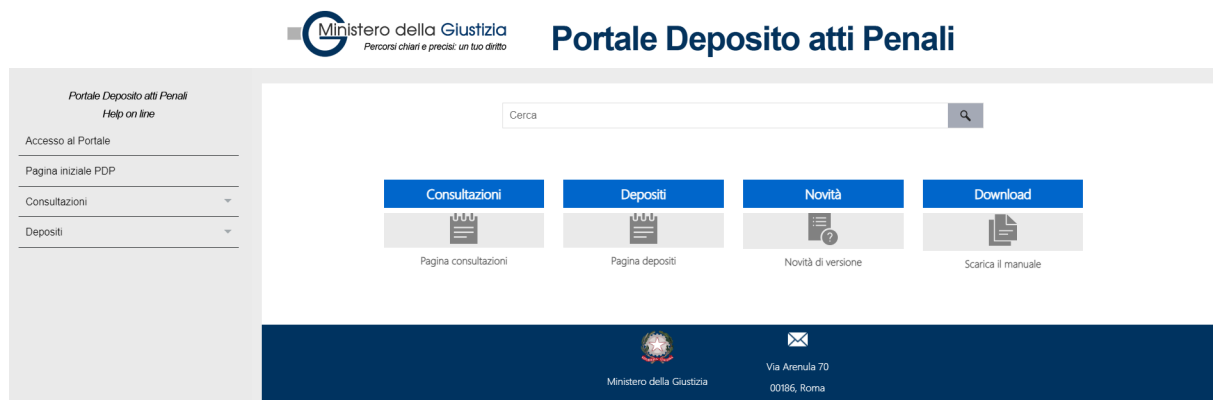 Ministero della Giustizia
Percorsi chiari e precisi: un tuo diritto
Portale Deposito atti Penali
Portale Deposito atti Penali
Help on line
Accesso al Portale
Pagina iniziale PDP
Consultazioni
Depositi
Cerca
Consultazioni
Depositi
Novità
Download
Pagina consultazioni
Pagina depositi
Novità di versione
Scarica il manuale
Ministero della Giustizia
Via Arenula 70
00186, Roma